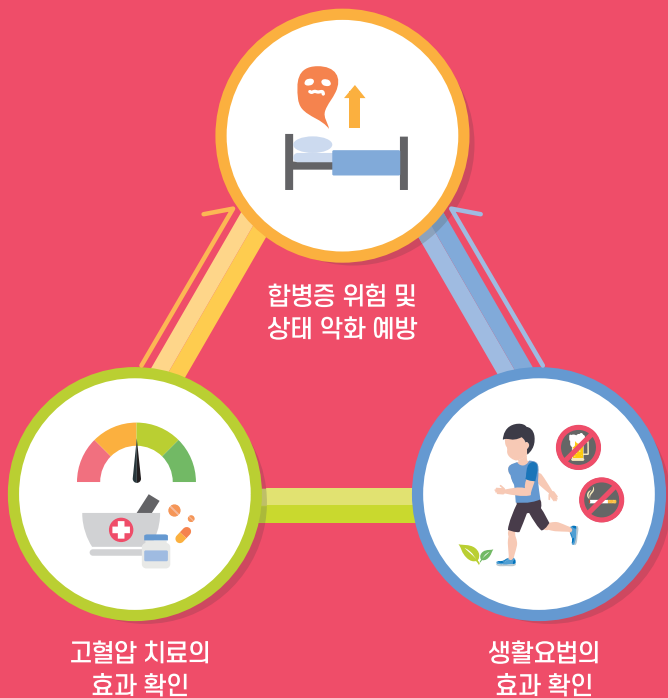 합병증 위험 및
상태 악화 예방
고혈압 치료의
효과 확인
생활요법의
효과 확인